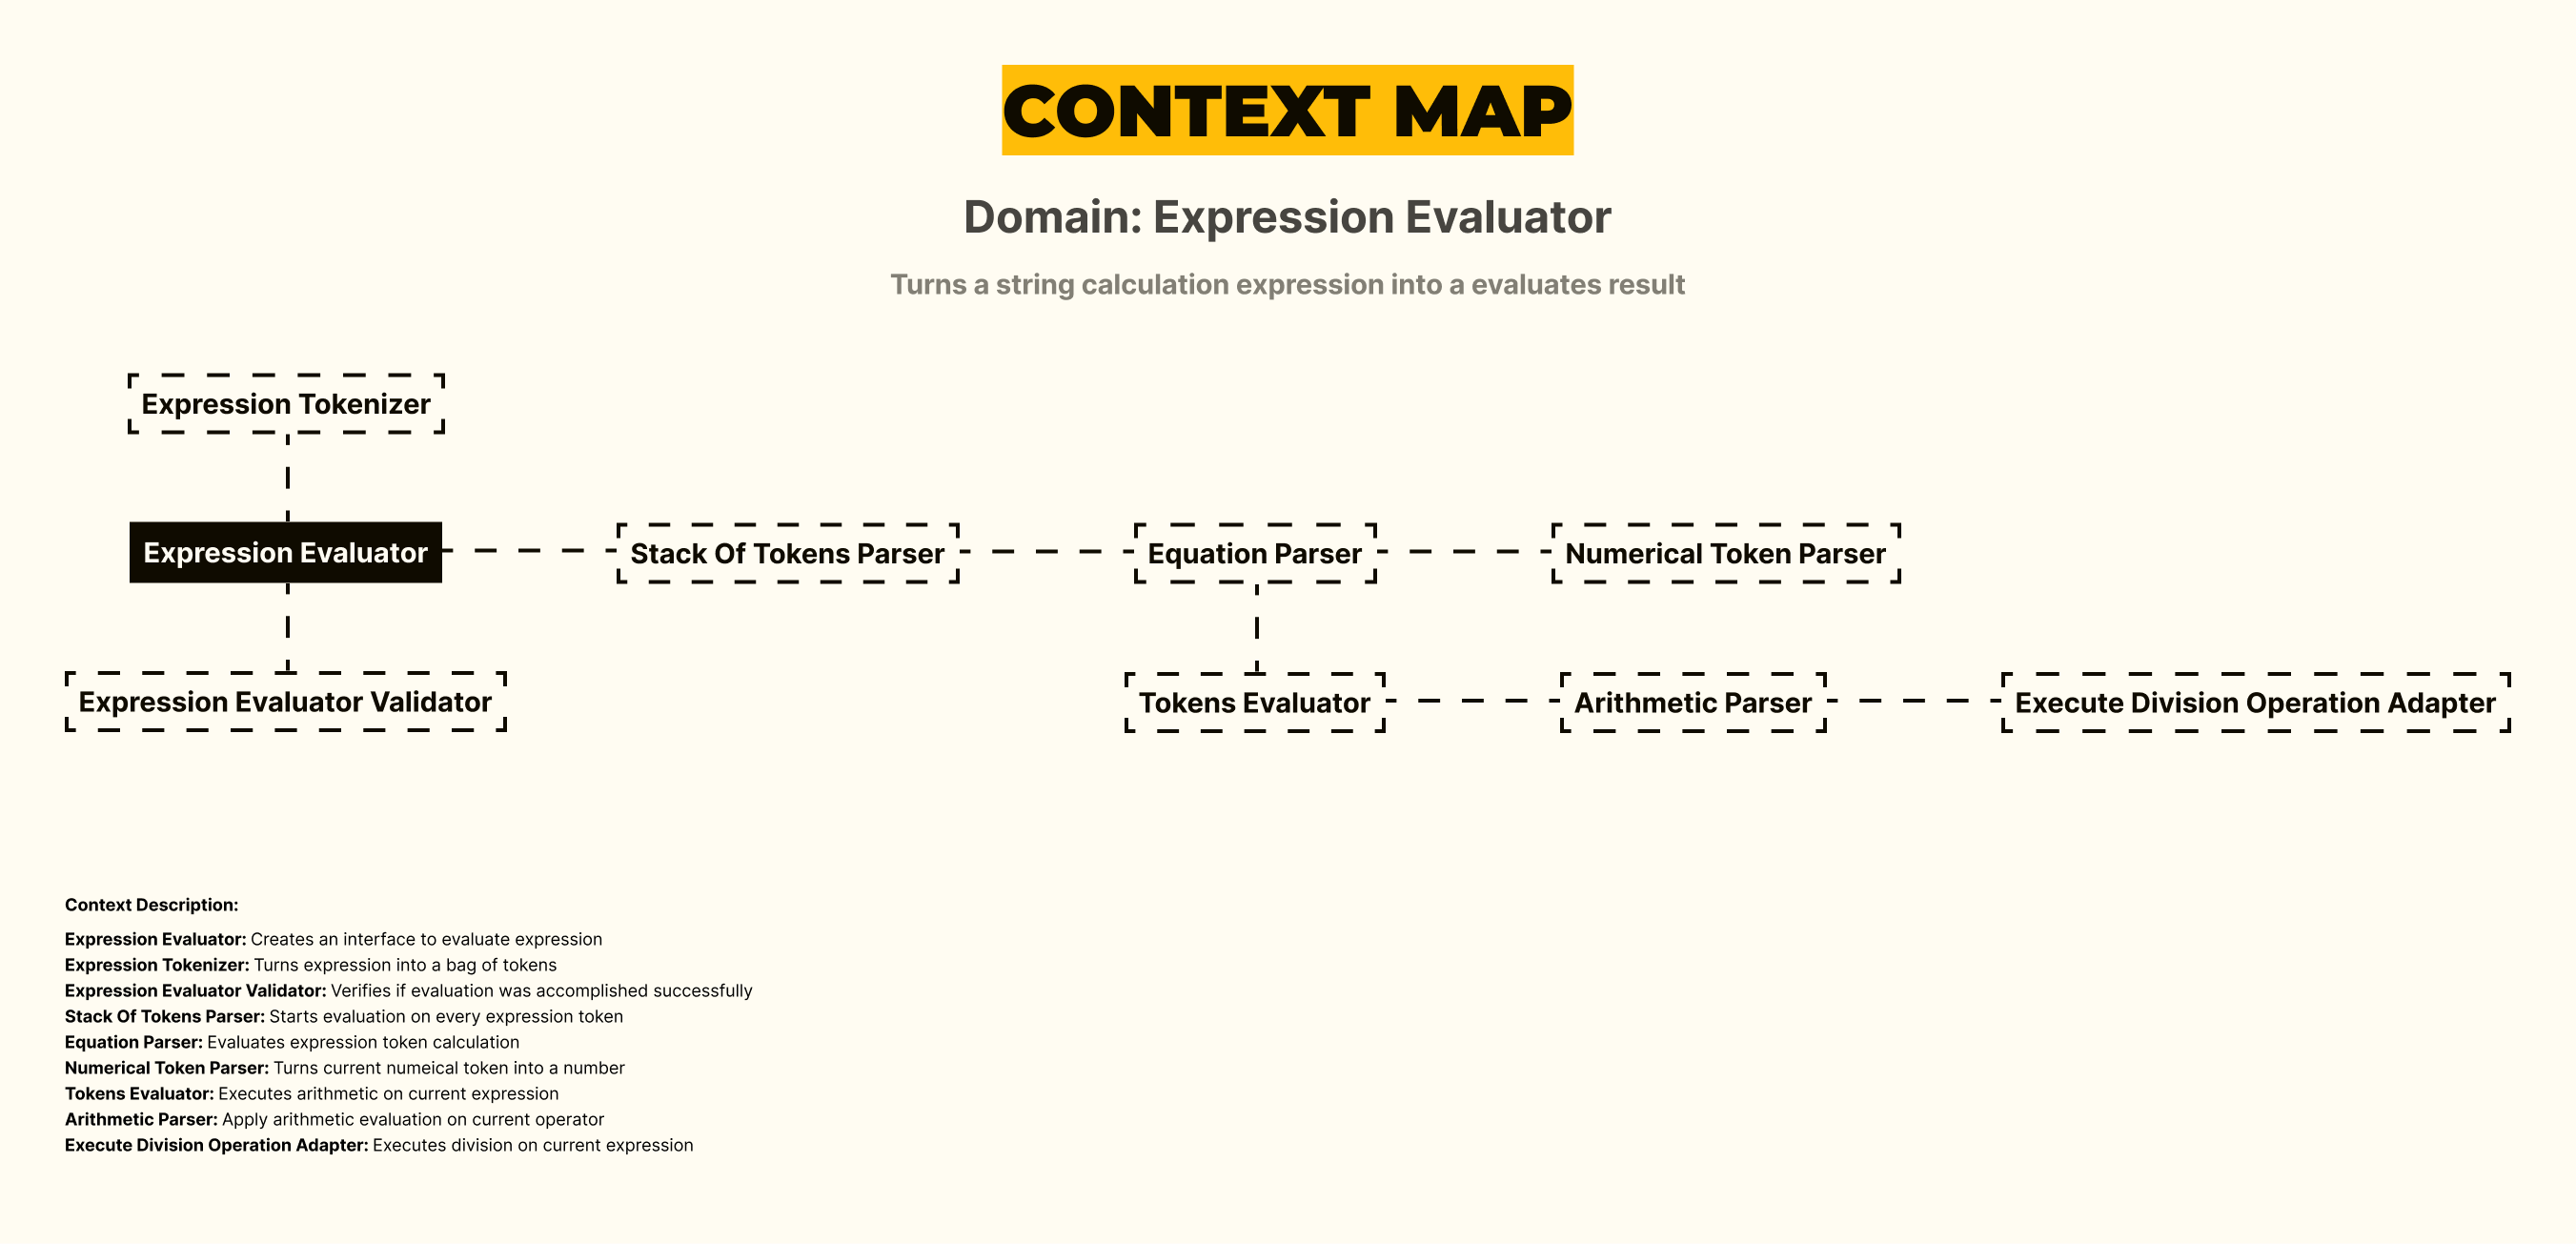 CONTEXT MAP
Domain: Expression Evaluator
Turns a string calculation expression into a evaluates result
Expression Tokenizer
Expression Evaluator
Stack Of Tokens Parser
Equation Parser
Numerical Token Parser
Expression Evaluator Validator
Tokens Evaluator
Arithmetic Parser
Execute Division Operation Adapter
Context Description:
Expression Evaluator: Creates an interface to evaluate expression
Expression Tokenizer: Turns expression into a bag of tokens
Expression Evaluator Validator: Verifies if evaluation was accomplished successfully
Stack Of Tokens Parser: Starts evaluation on every expression token
Equation Parser: Evaluates expression token calculation
Numerical Token Parser: Turns current numeical token into a number
Tokens Evaluator: Executes arithmetic on current expression
Arithmetic Parser: Apply arithmetic evaluation on current operator
Execute Division Operation Adapter: Executes division on current expression